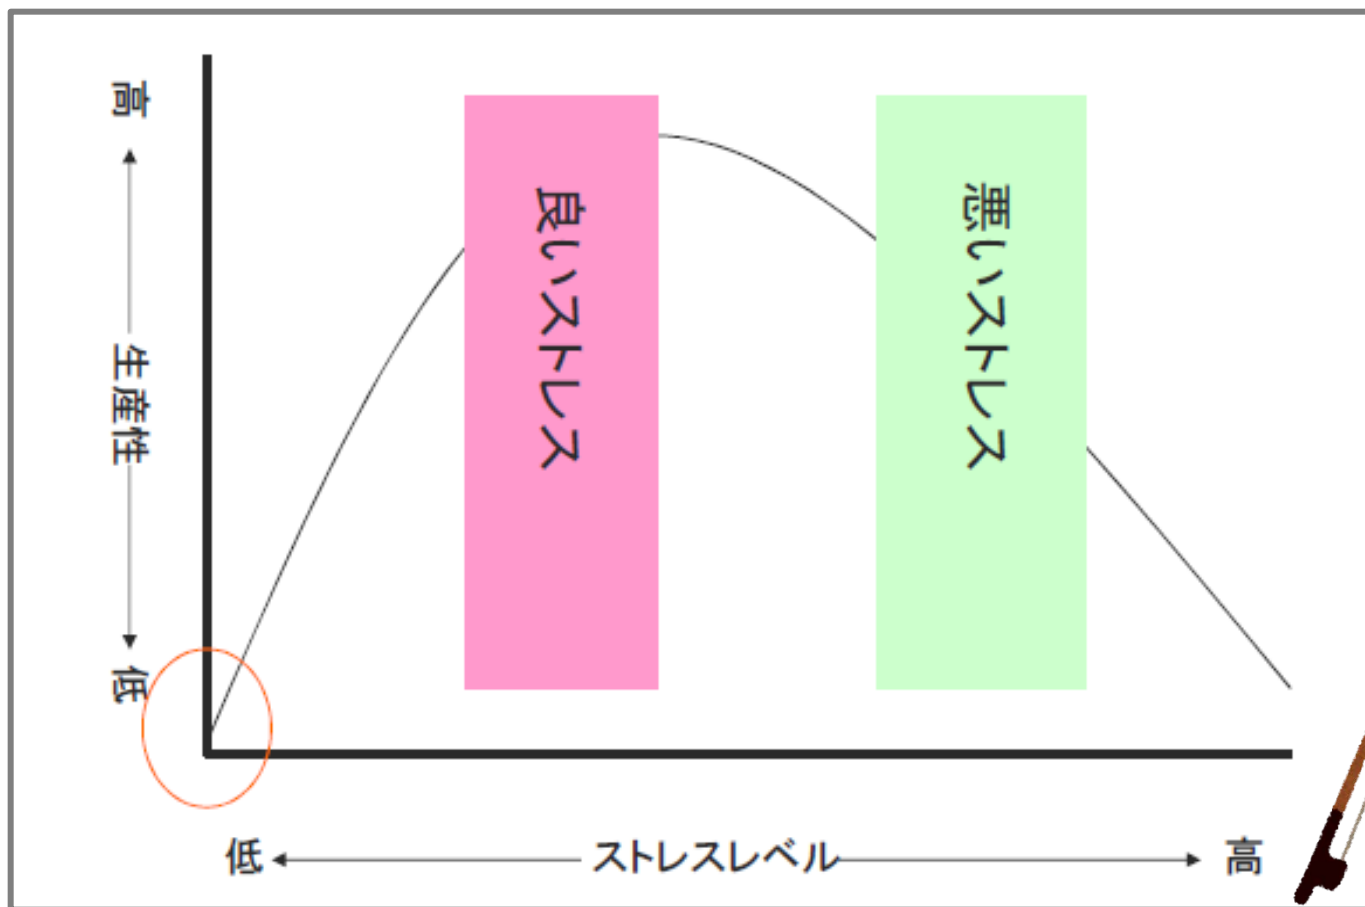 高
生産性
低
良いストレス
悪いストレス
低
ストレスレベル
高